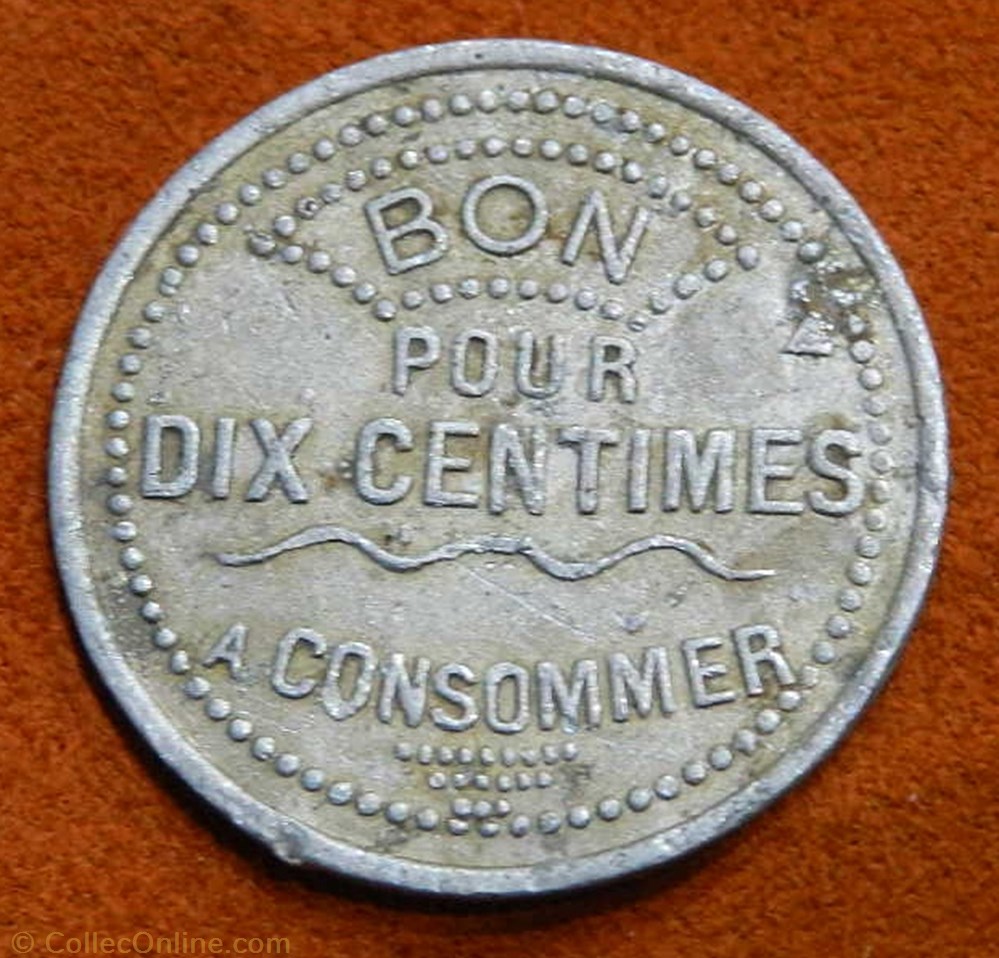 BON
POUR
DIX CENTIMES
A CONSOMMER
© CollecOnline.com